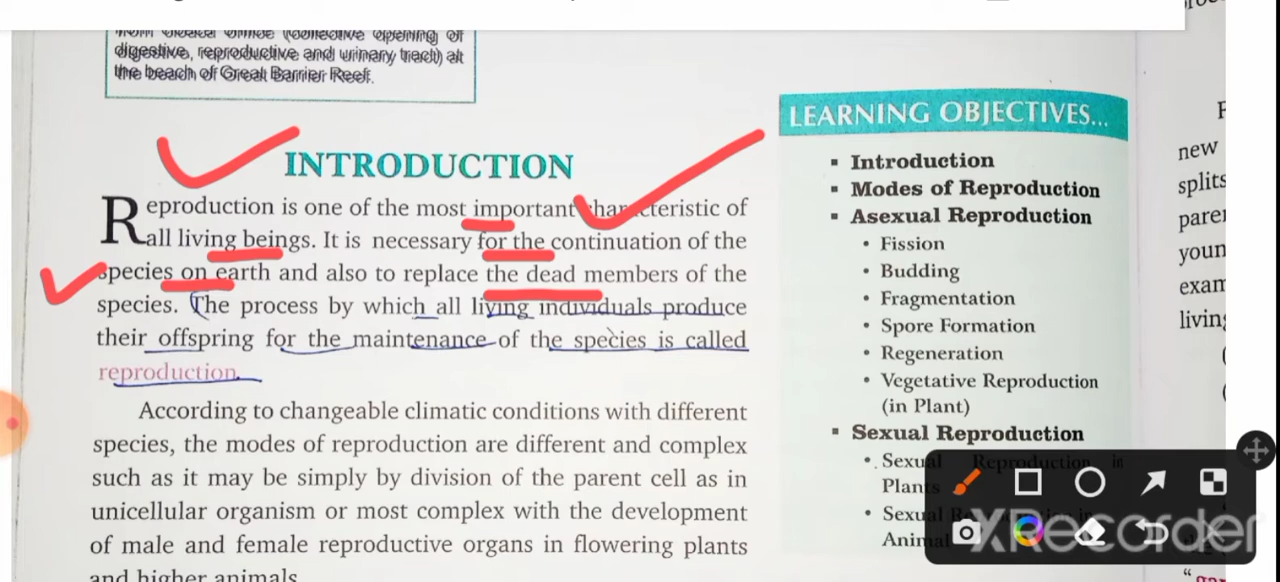 digestive, reproductive and urinary tract) at
the beach of Great Barrier Reef.
INTRODUCTION
Reproduction is one of the most important characteristic of
all living beings. It is necessary for the continuation of the
species on earth and also to replace the dead members of the
species. The process by which all living individuals produce
their offspring for the maintenance of the species is called
reproduction.
According to changeable climatic conditions with different
species, the modes of reproduction are different and complex
such as it may be simply by division of the parent cell as in
unicellular organism or most complex with the development
of male and female reproductive organs in flowering plants
and higher animals.
LEARNING OBJECTIVES...
▪ Introduction
▪ Modes of Reproduction
▪ Asexual Reproduction
• Fission
• Budding
• Fragmentation
• Spore Formation
• Regeneration
• Vegetative Reproduction
(in Plant)
▪ Sexual Reproduction
• Sexual Reproduction in
Plants
• Sexual
new
splits
XRecorder